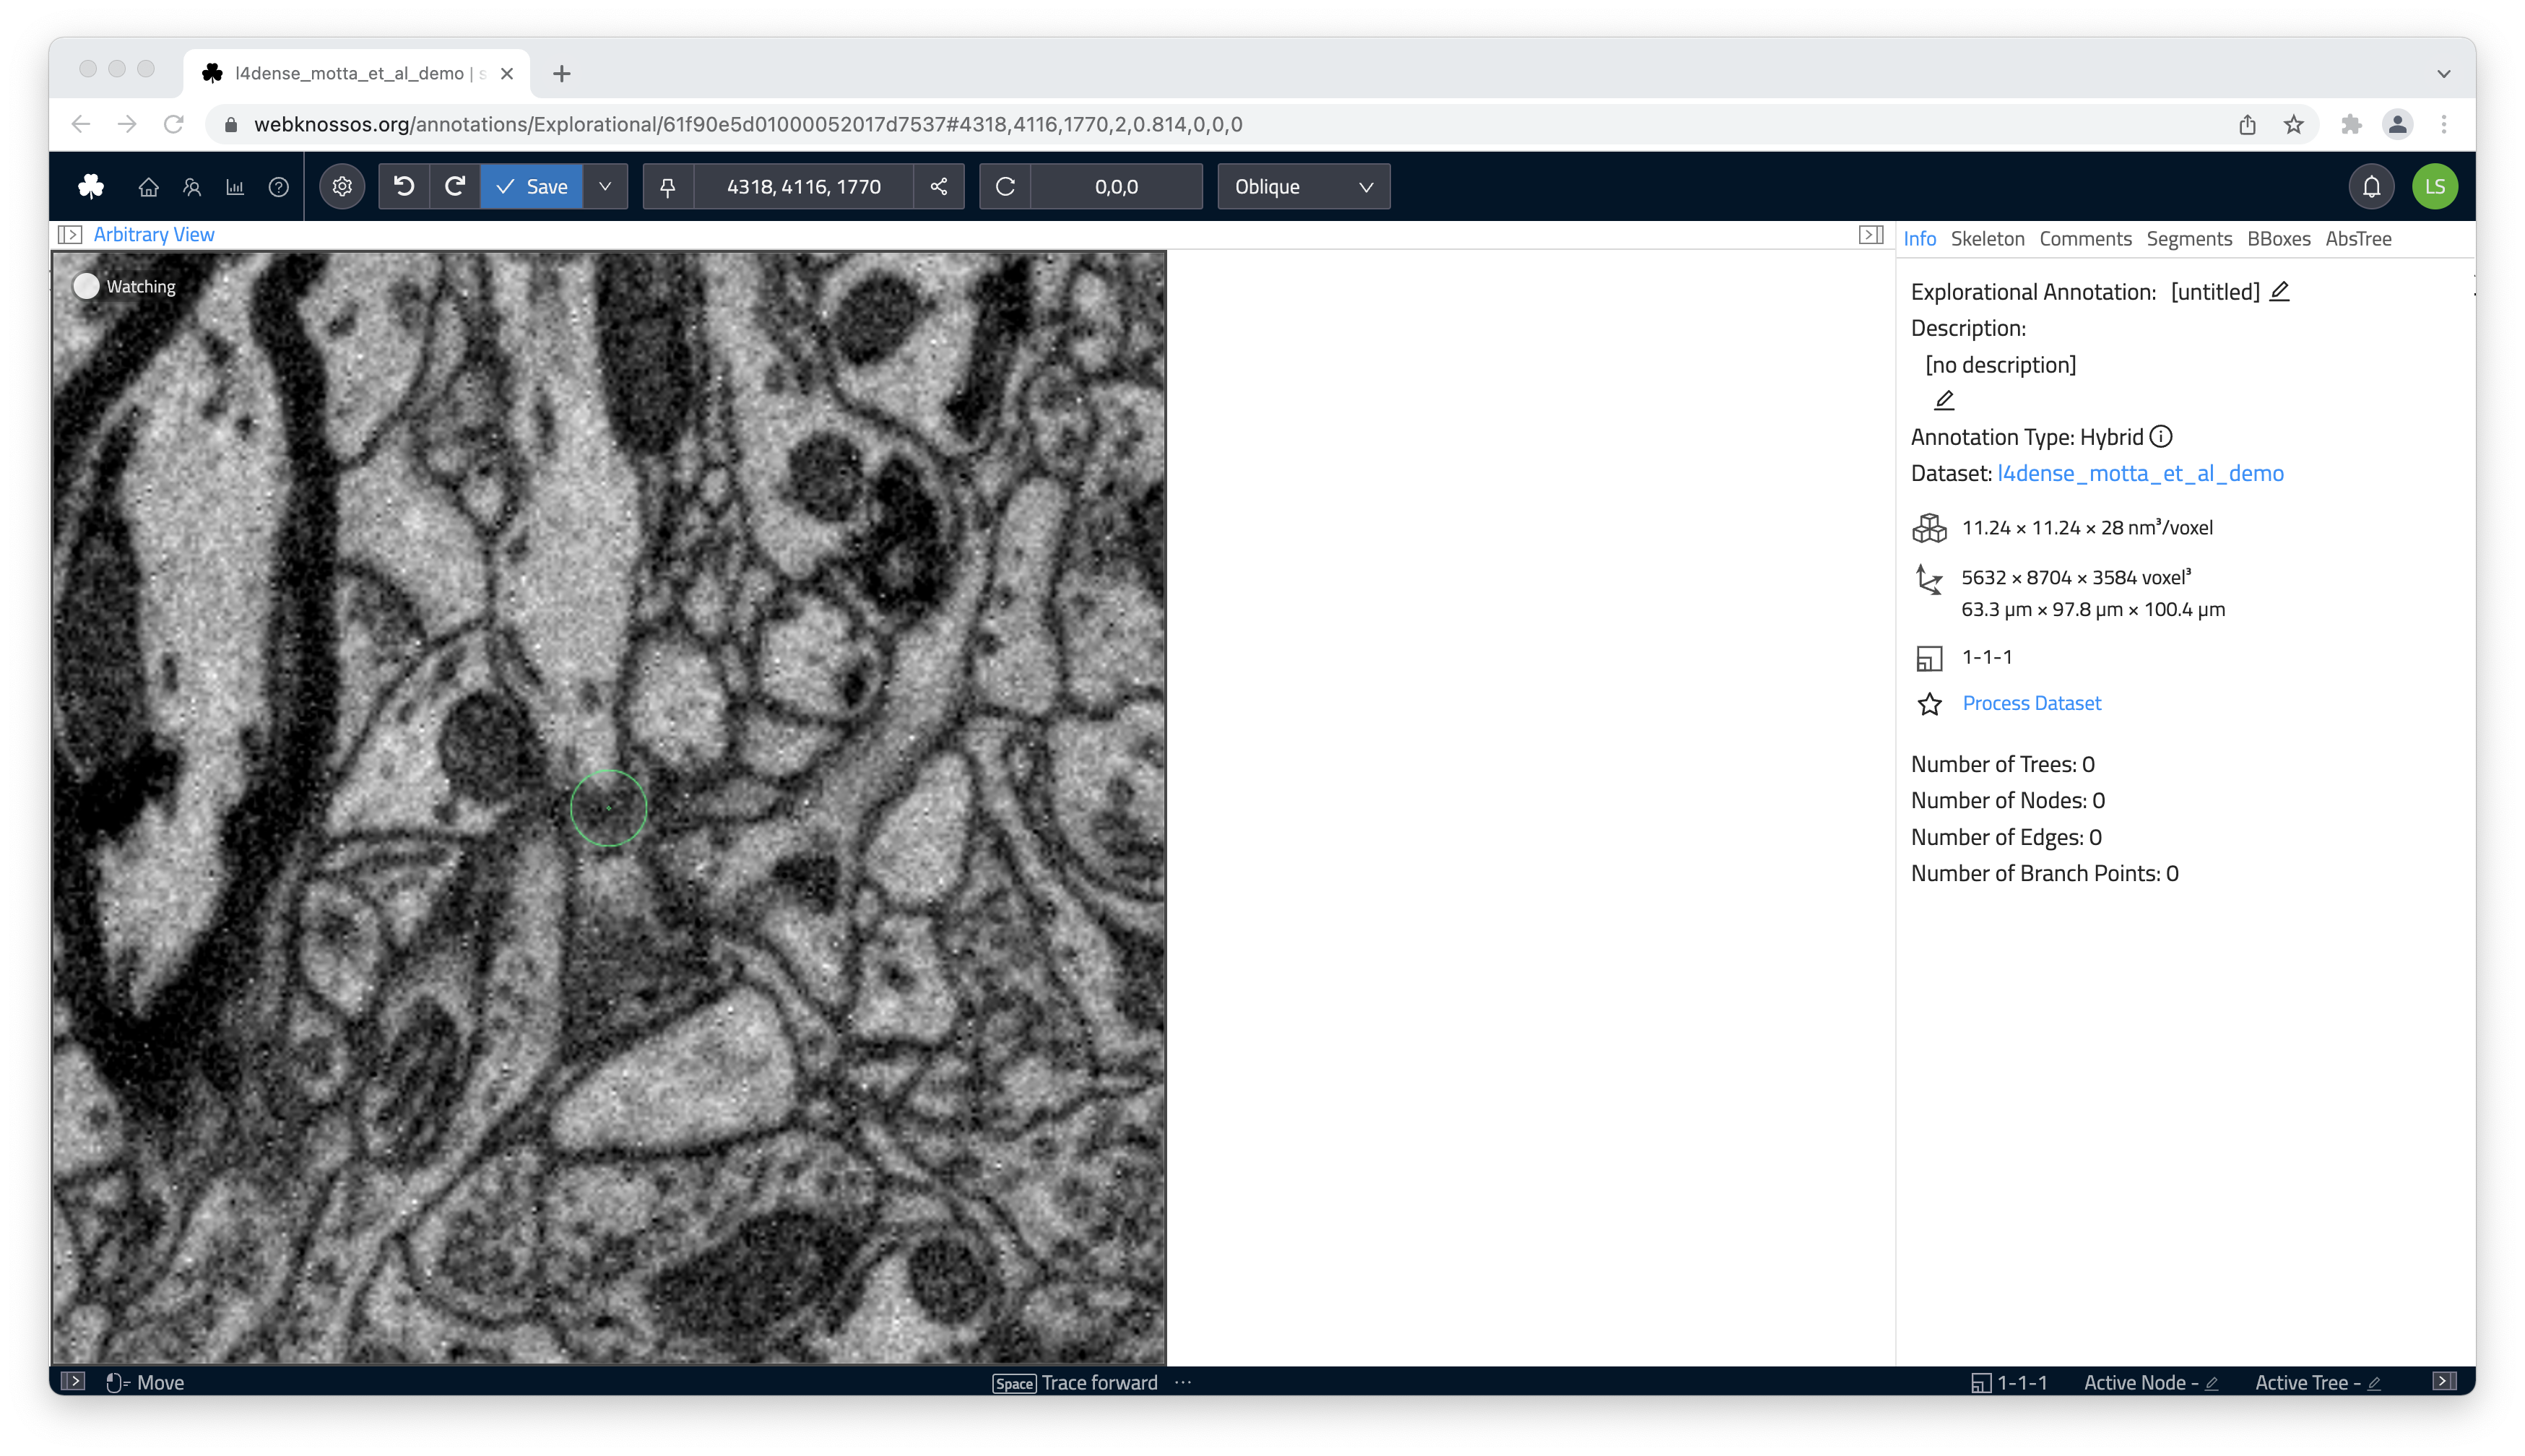 l4dense_motta_et_al_demo |
webknossos.org/annotations/Explorational/61f90e5d01000052017d7537#4318,4116,1770,2,0.814,0,0,0
Save
4318, 4116, 1770
0,0,0
Oblique
LS
Arbitrary View
Info Skeleton Comments Segments BBoxes AbsTree
Watching
Explorational Annotation: [untitled]
Description:
[no description]
Annotation Type: Hybrid
Dataset: l4dense_motta_et_al_demo
11.24 × 11.24 × 28 nm³/voxel
5632 × 8704 × 3584 voxel³
63.3 µm × 97.8 µm × 100.4 µm
1-1-1
Process Dataset
Number of Trees: 0
Number of Nodes: 0
Number of Edges: 0
Number of Branch Points: 0
Move
Space Trace forward ···
1-1-1
Active Node -
Active Tree -